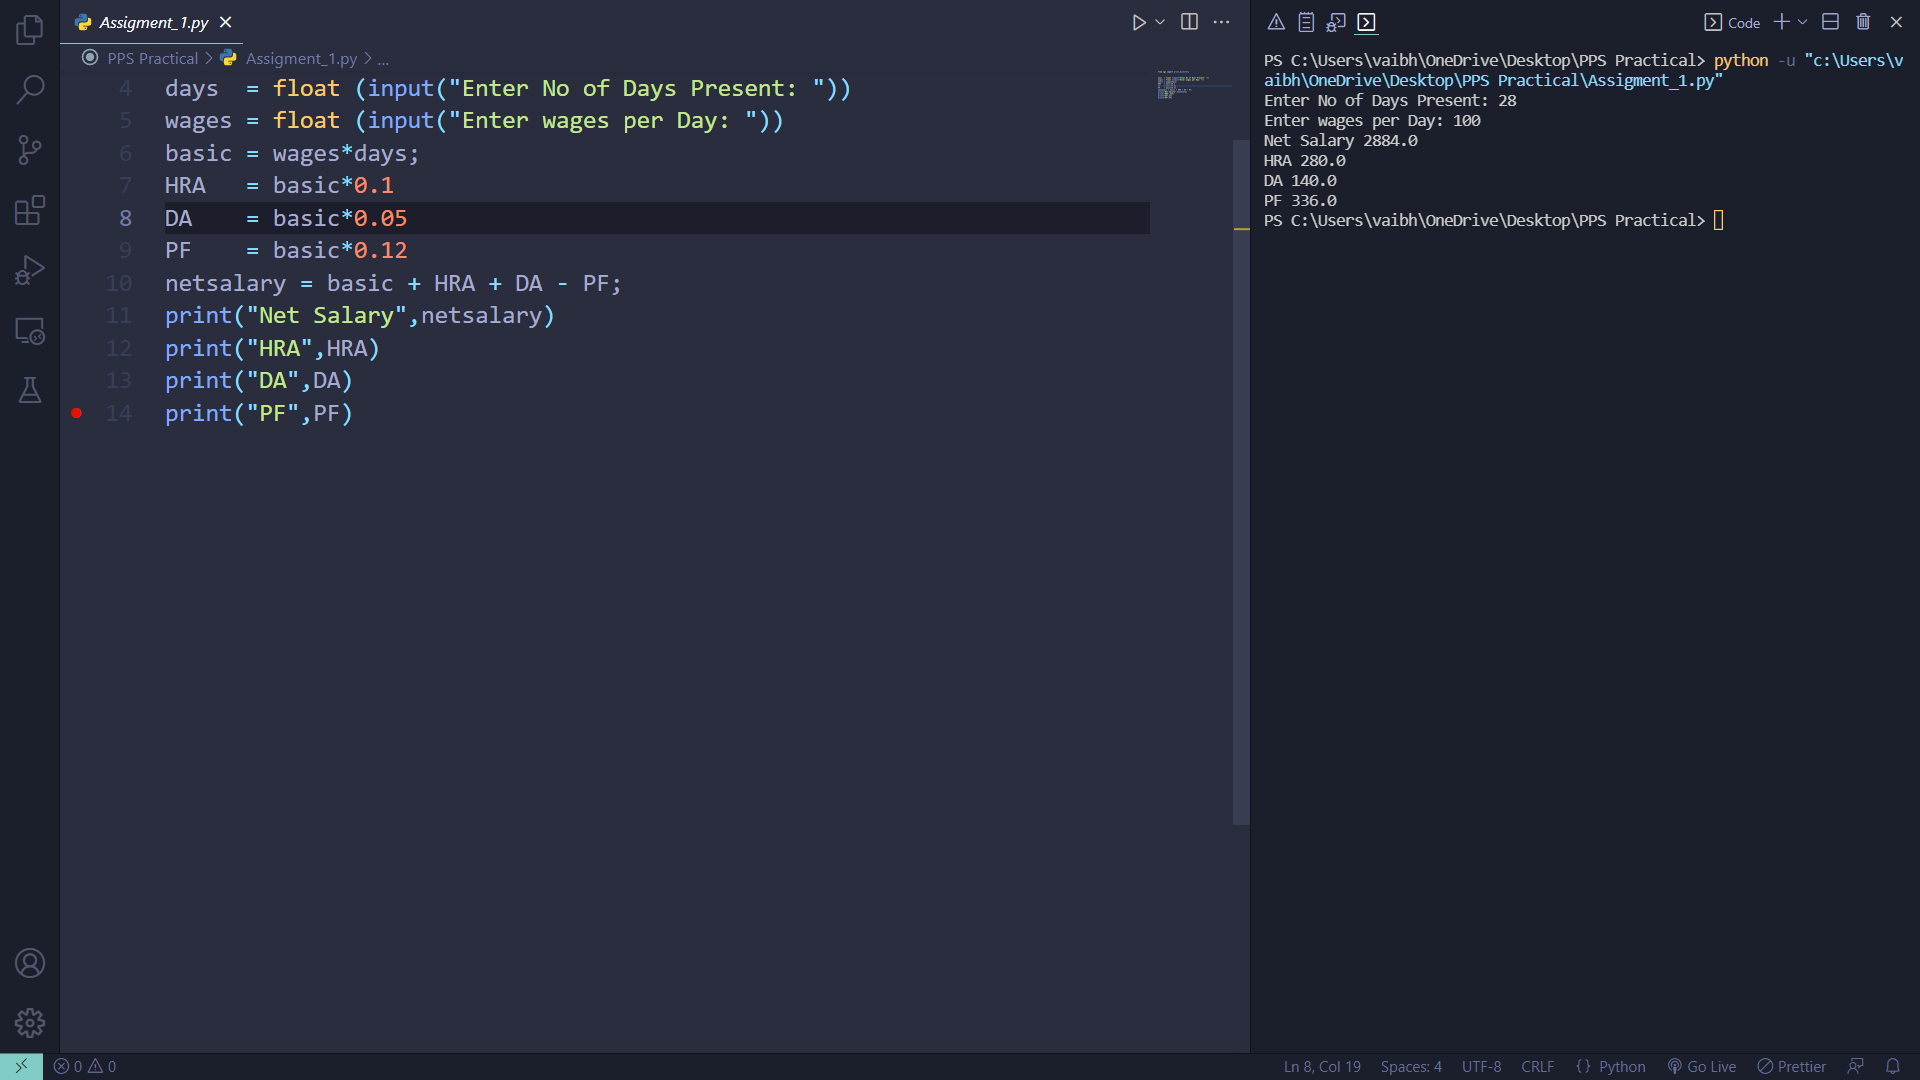 Assigment_1.py
PPS Practical > Assigment_1.py > ...
4 days  = float (input("Enter No of Days Present: "))
5 wages = float (input("Enter wages per Day: "))
6 basic = wages*days;
7 HRA   = basic*0.1
8 DA    = basic*0.05
9 PF    = basic*0.12
10 netsalary = basic + HRA + DA - PF;
11 print("Net Salary",netsalary)
12 print("HRA",HRA)
13 print("DA",DA)
14 print("PF",PF)
Code
PS C:\Users\vaibh\OneDrive\Desktop\PPS Practical> python -u "c:\Users\v
aibh\OneDrive\Desktop\PPS Practical\Assigment_1.py"
Enter No of Days Present: 28
Enter wages per Day: 100
Net Salary 2884.0
HRA 280.0
DA 140.0
PF 336.0
PS C:\Users\vaibh\OneDrive\Desktop\PPS Practical>
0 0 Ln 8, Col 19 Spaces: 4 UTF-8 CRLF {} Python Go Live Prettier